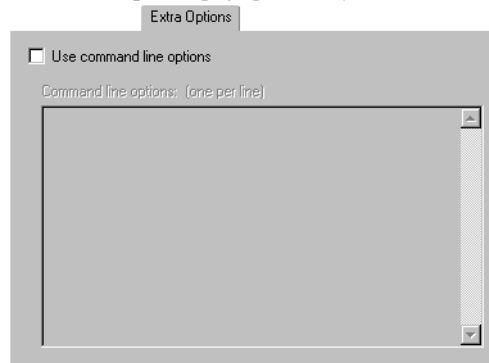 Extra Options
Use command line options
Command line options: (one per line)